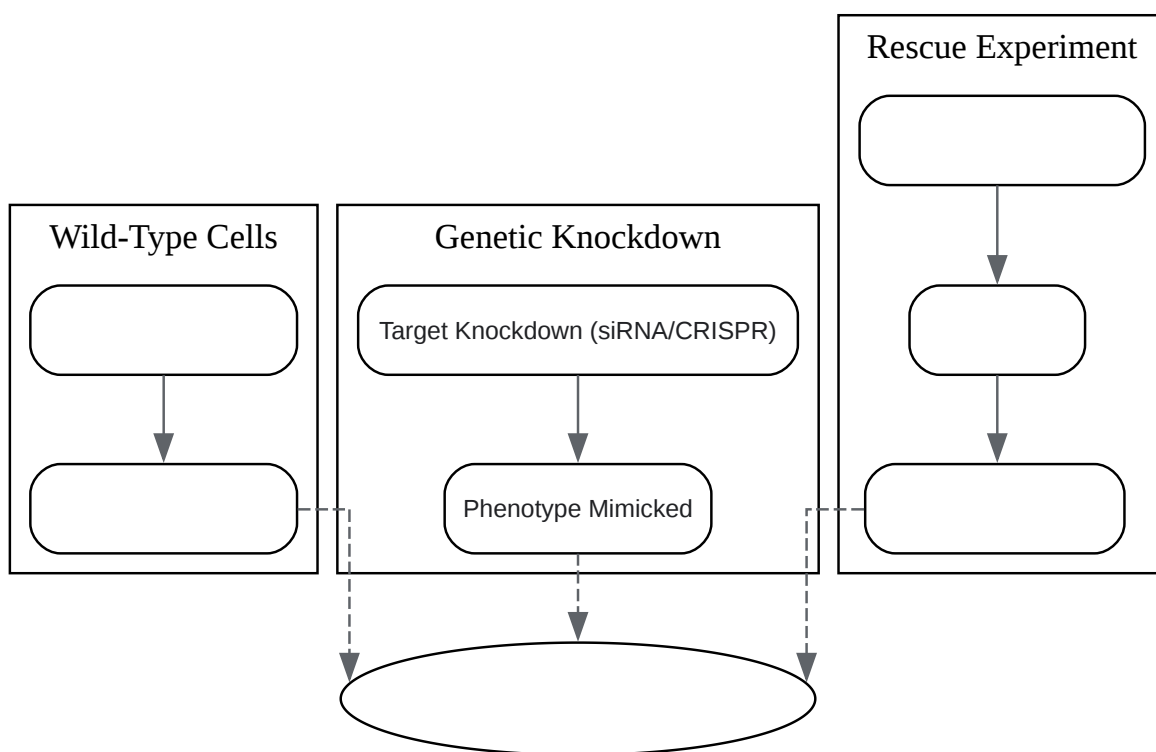 Rescue Experiment
Wild-Type Cells
Genetic Knockdown
Target Knockdown (siRNA/CRISPR)
Phenotype Mimicked